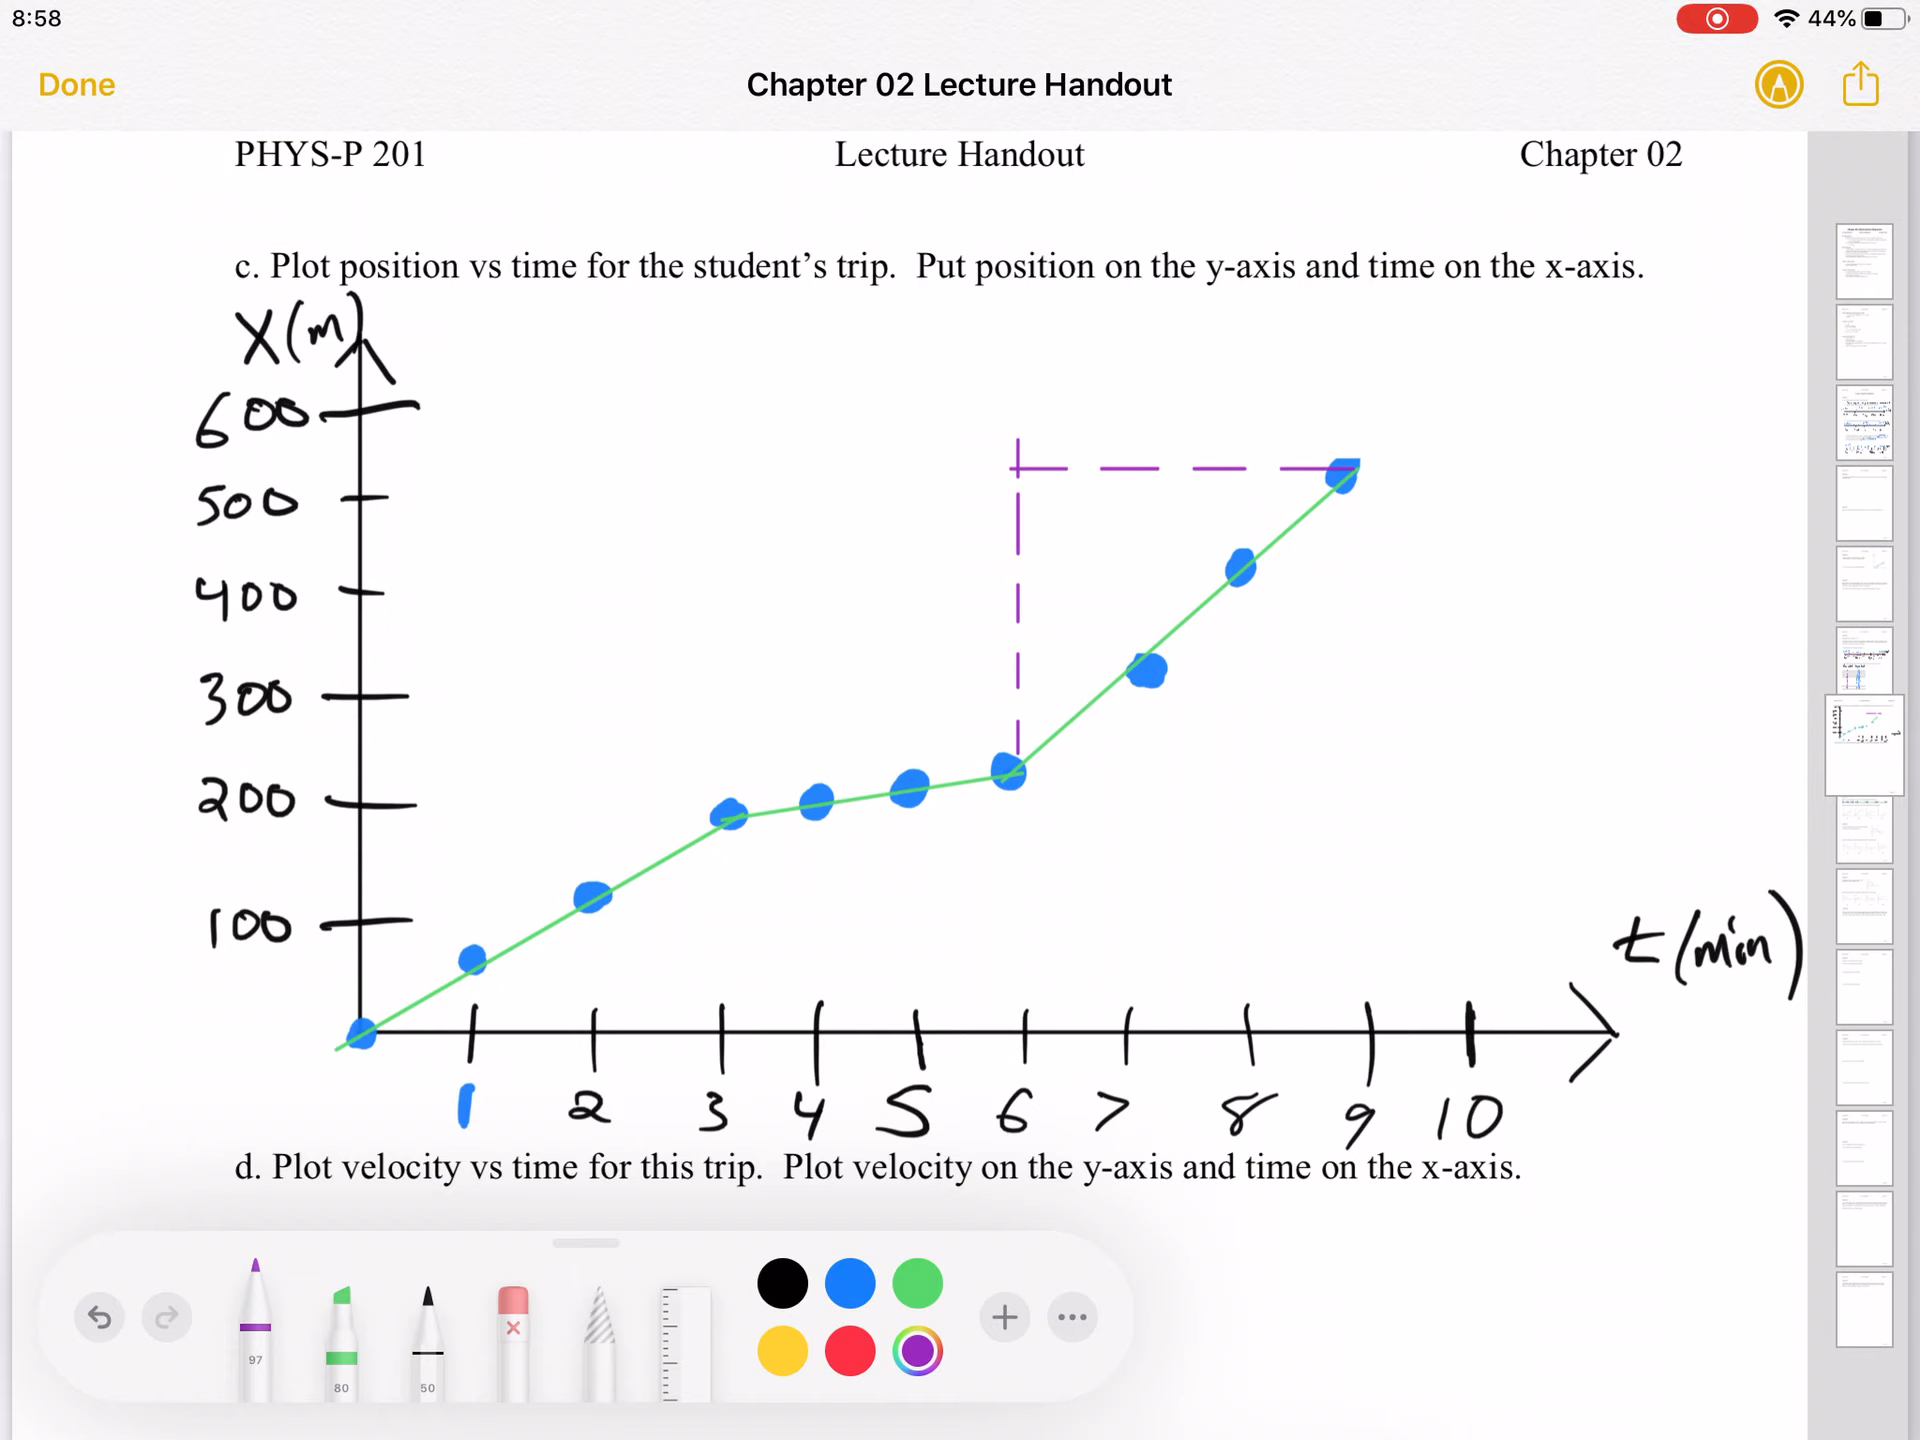 8:58
44%
Done
Chapter 02 Lecture Handout
PHYS-P 201 Lecture Handout Chapter 02
c. Plot position vs time for the student’s trip. Put position on the y-axis and time on the x-axis.
X(m)
600
500
400
300
200
100
t(min)
1 2 3 4 5 6 7 8 9 10
d. Plot velocity vs time for this trip. Plot velocity on the y-axis and time on the x-axis.
97
80
50